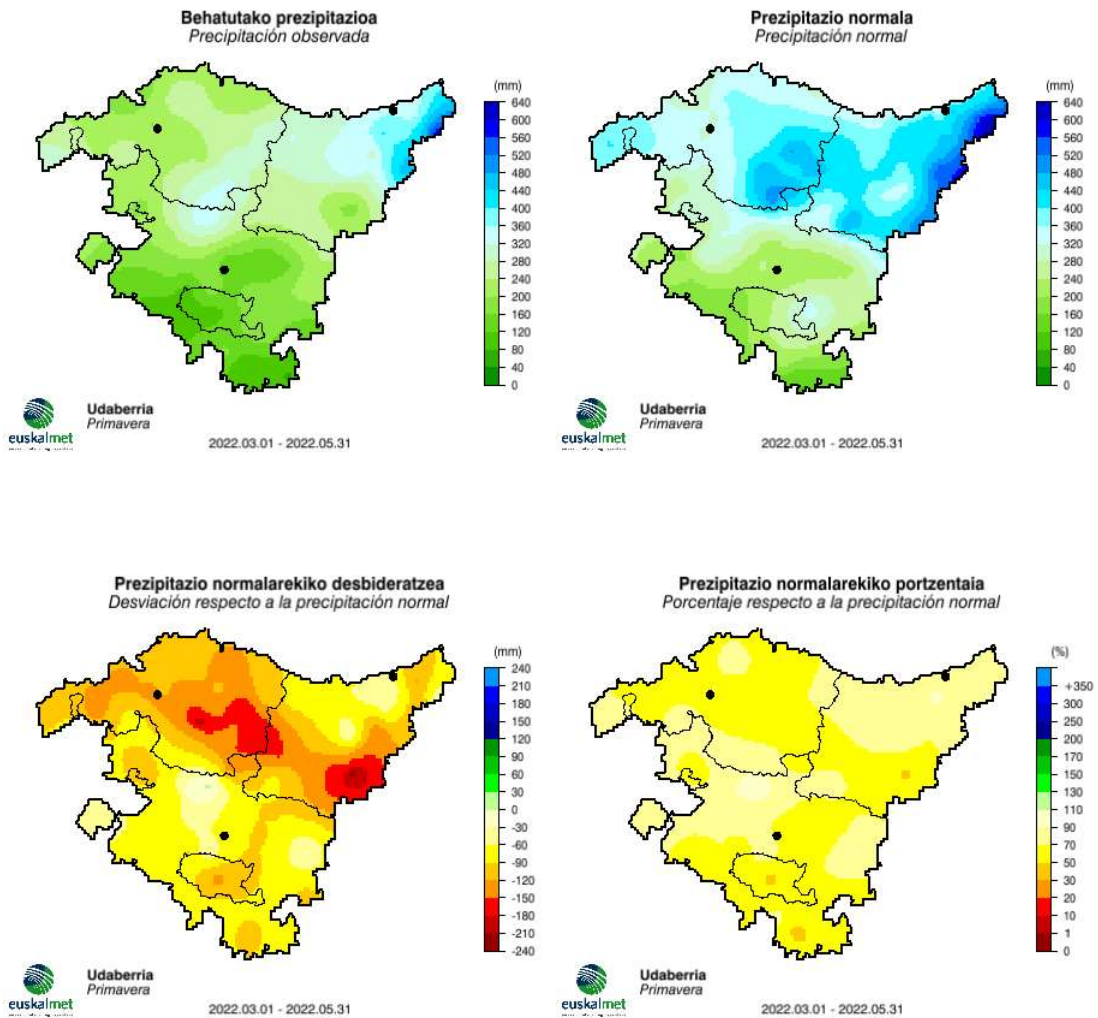 Behatutako prezipitazioa
Precipitación observada
(mm)
640
600
560
520
480
440
400
360
320
280
240
200
160
120
80
40
0
euskalmet
Udaberria
Primavera
2022.03.01 - 2022.05.31
Prezipitazio normala
Precipitación normal
(mm)
640
600
560
520
480
440
400
360
320
280
240
200
160
120
80
40
0
euskalmet
Udaberria
Primavera
2022.03.01 - 2022.05.31
Prezipitazio normalarekiko desbideratzea
Desviación respecto a la precipitación normal
(mm)
240
210
180
150
120
90
60
30
0
-30
-60
-90
-120
-150
-180
-210
-240
euskalmet
Udaberria
Primavera
2022.03.01 - 2022.05.31
Prezipitazio normalarekiko portzentaia
Porcentaje respecto a la precipitación normal
(%)
+350
300
250
200
170
150
130
110
90
70
50
30
20
10
1
0
euskalmet
Udaberria
Primavera
2022.03.01 - 2022.05.31